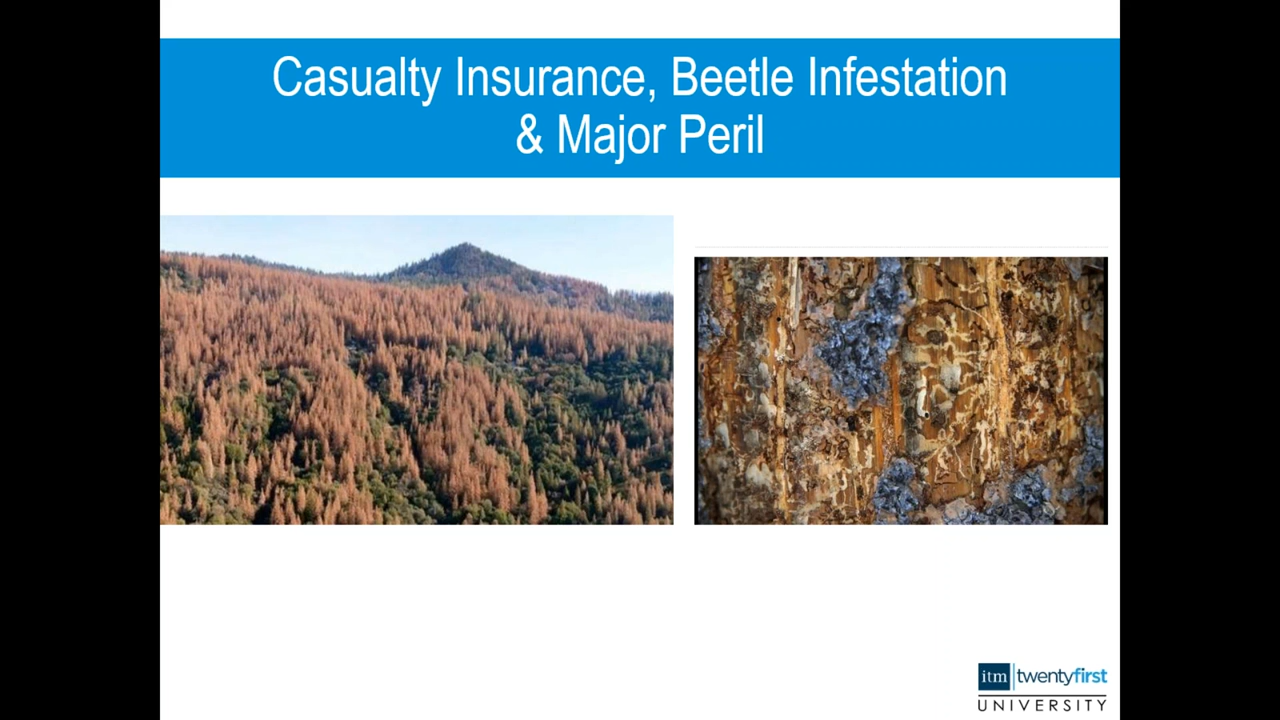 Casualty Insurance, Beetle Infestation
& Major Peril
itm twentyfirst
UNIVERSITY